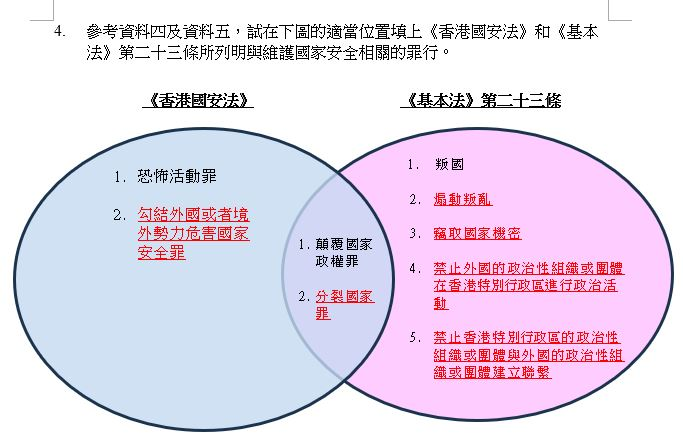 4. 參考資料四及資料五，試在下圖的適當位置填上《香港國安法》和《基本
法》第二十三條所列明與維護國家安全相關的罪行。
《香港國安法》
《基本法》第二十三條
1. 恐怖活動罪
2. 勾結外國或者境
外勢力危害國家
安全罪
1. 顛覆國家
政權罪
2. 分裂國家
罪
1. 叛國
2. 煽動叛亂
3. 竊取國家機密
4. 禁止外國的政治性組織或團體
在香港特別行政區進行政治活
動
5. 禁止香港特別行政區的政治性
組織或團體與外國的政治性組
織或團體建立聯繫